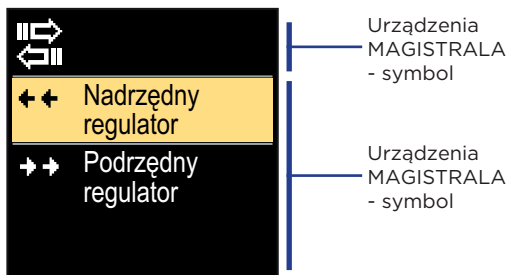 Urządzenia
MAGISTRALA
- symbol
Nadrzędny
regulator
Podrzędny
regulator
Urządzenia
MAGISTRALA
- symbol